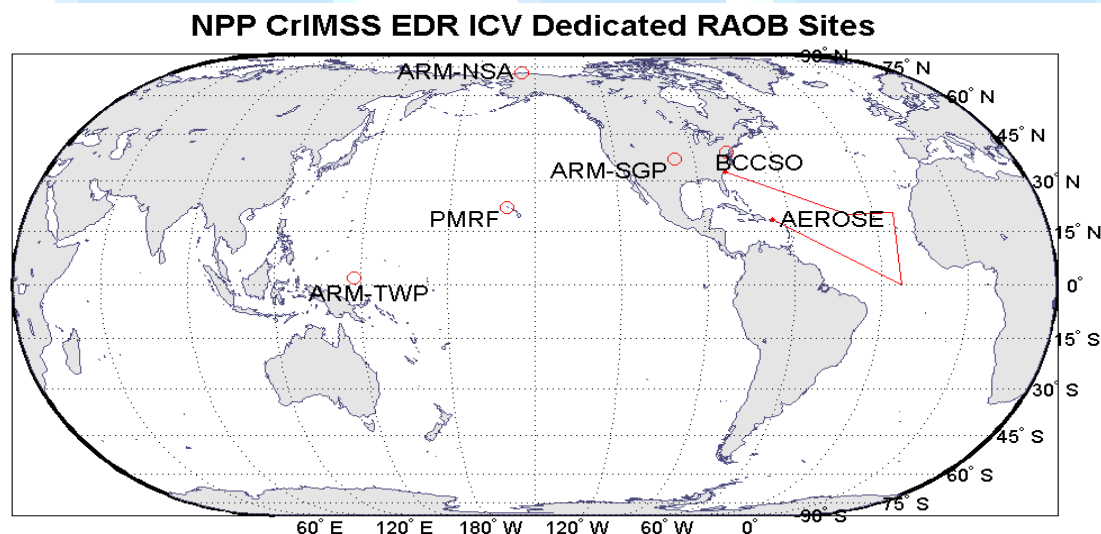 NPP CrIMSS EDR ICV Dedicated RAOB Sites
90° N
75° N
60° N
45° N
30° N
15° N
0°
15° S
30° S
45° S
60° S
75° S
90° S
ARM-NSA
ARM-SGP
BCCSO
PMRF
AEROSE
ARM-TWP
60° E 120° E 180° W 120° W 60° W 0°